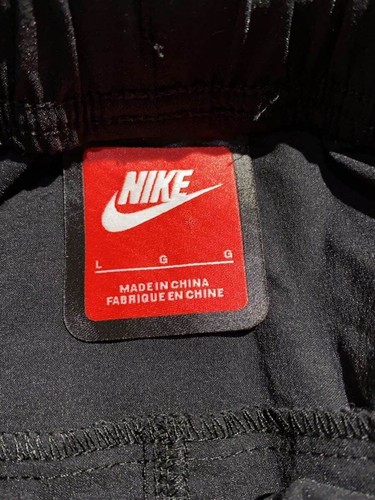 NIKE
L G G
MADE IN CHINA
FABRIQUE EN CHINE